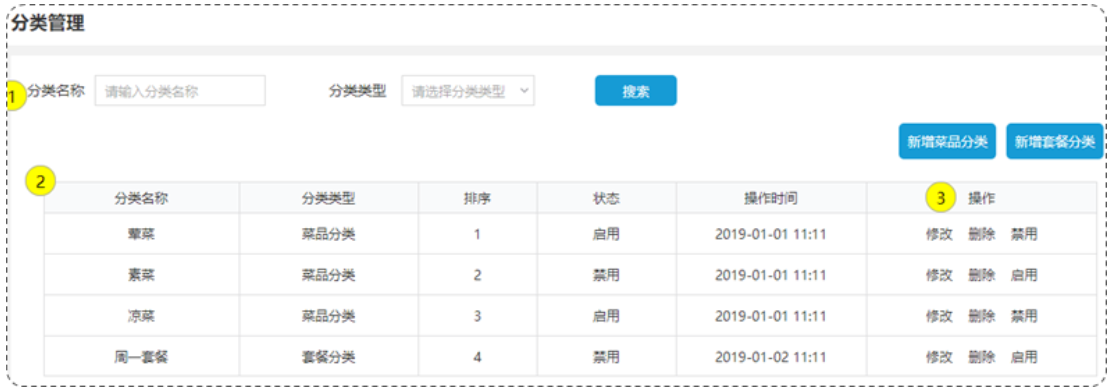 分类管理
1 分类名称 请输入分类名称 分类类型 请选择分类类型 搜索
新增菜品分类 新增套餐分类
2
分类名称 分类类型 排序 状态 操作时间 3 操作
荤菜 菜品分类 1 启用 2019-01-01 11:11 修改 删除 禁用
素菜 菜品分类 2 禁用 2019-01-01 11:11 修改 删除 启用
凉菜 菜品分类 3 启用 2019-01-01 11:11 修改 删除 禁用
周一套餐 套餐分类 4 禁用 2019-01-02 11:11 修改 删除 启用